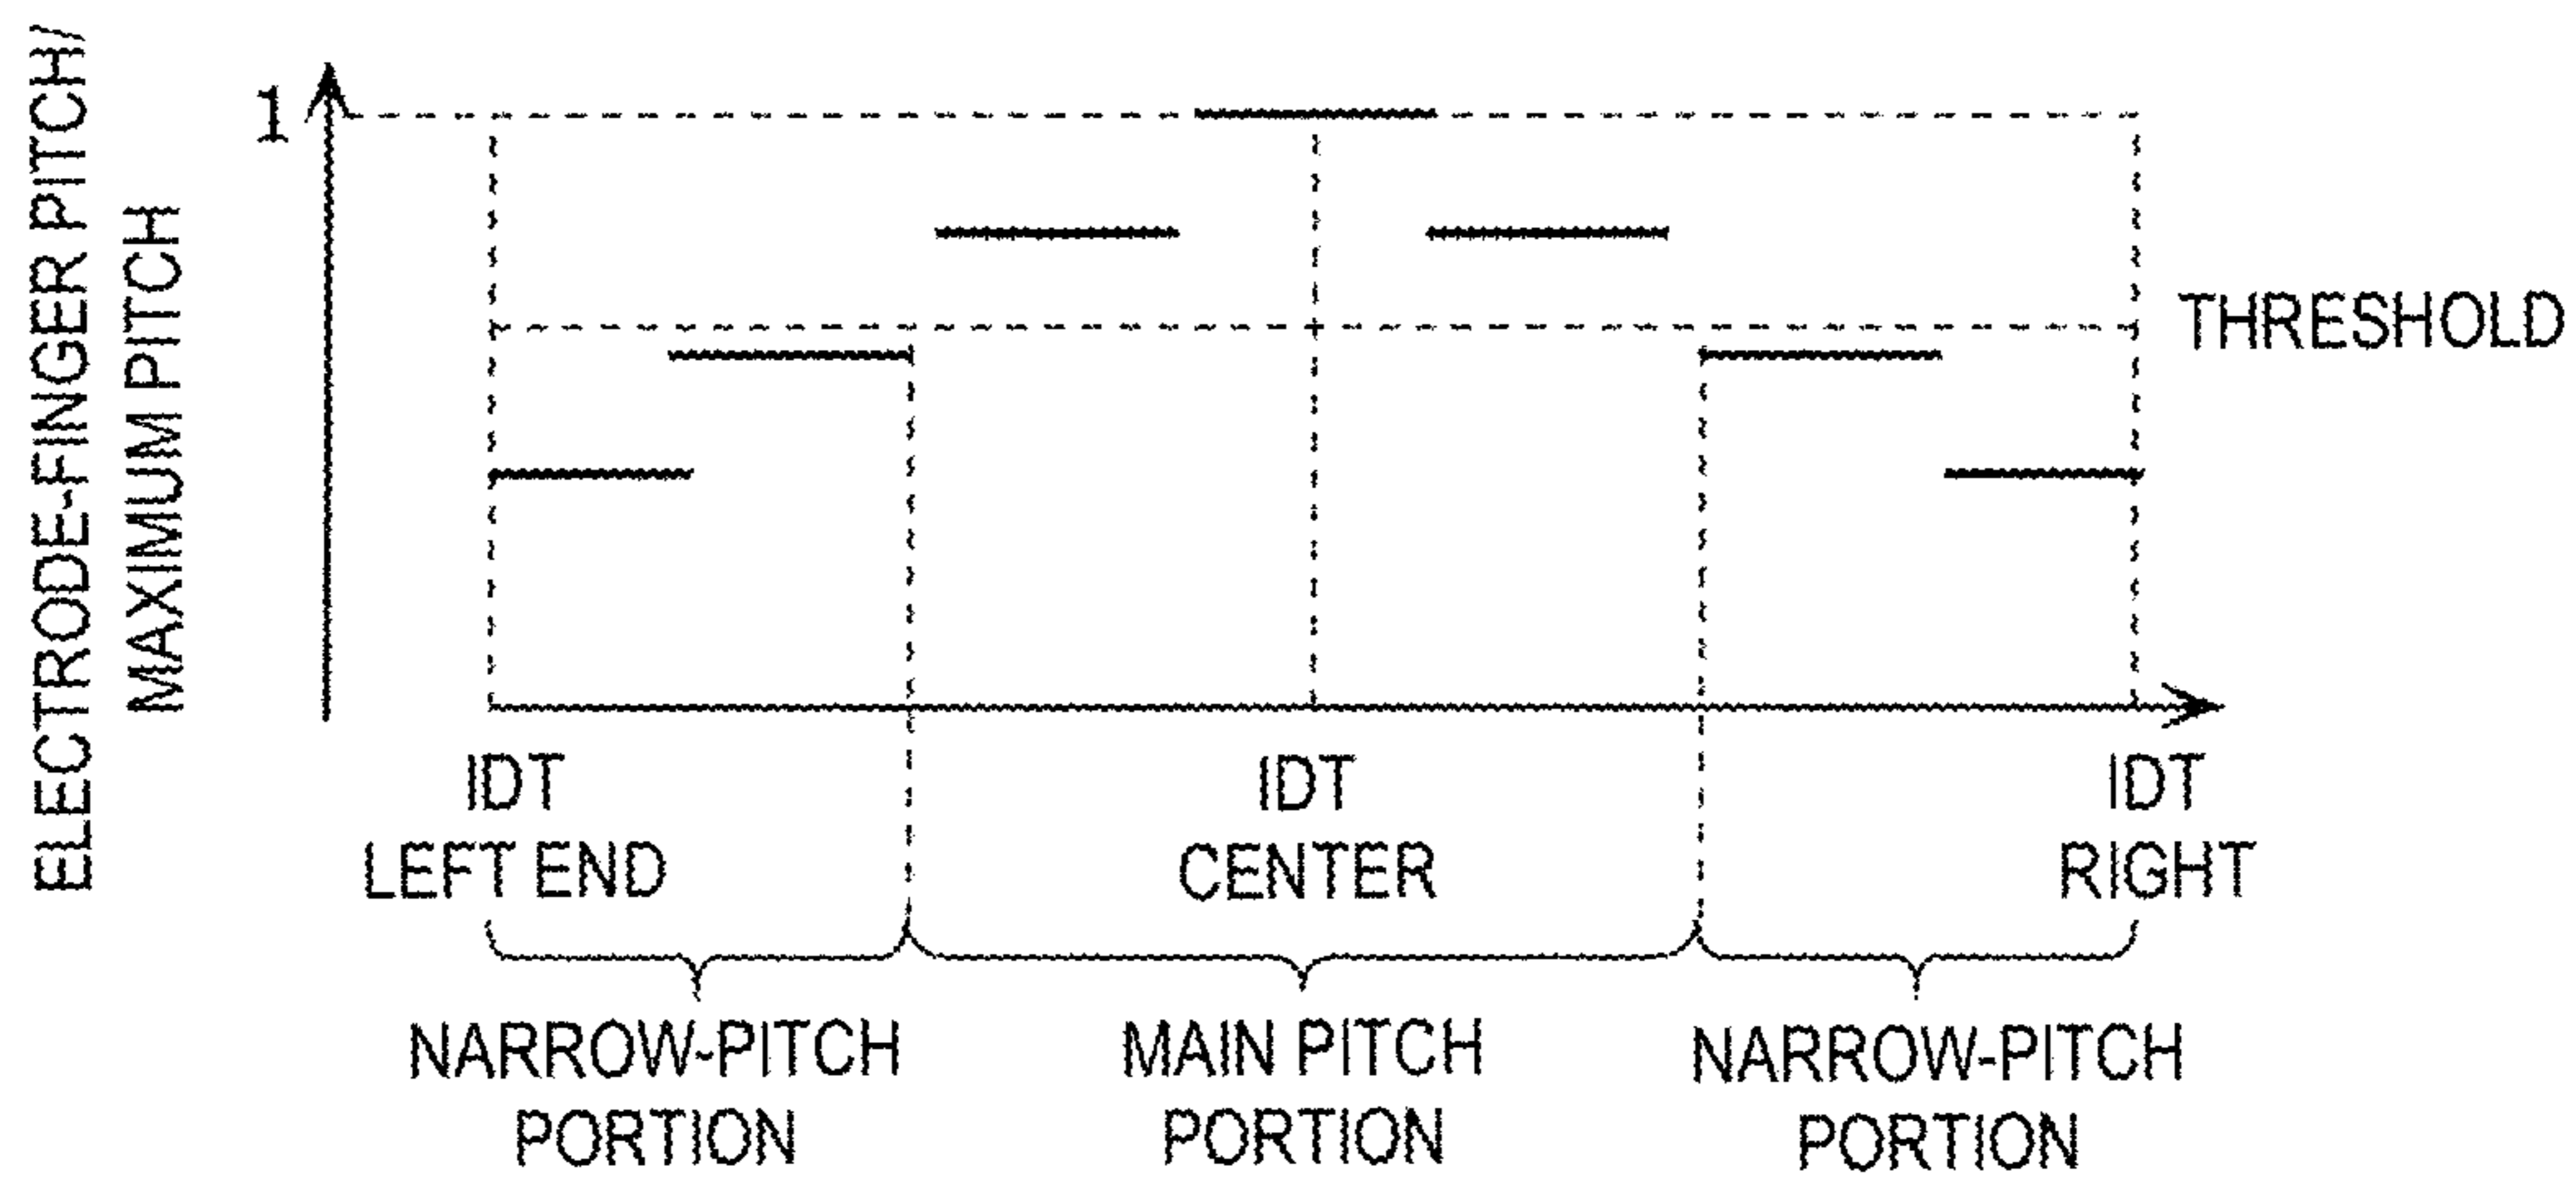 ELECTRODE-FINGER PITCH/
MAXIMUM PITCH
1
THRESHOLD
IDT
LEFT END
IDT
CENTER
IDT
RIGHT
NARROW-PITCH
PORTION
MAIN PITCH
PORTION
NARROW-PITCH
PORTION